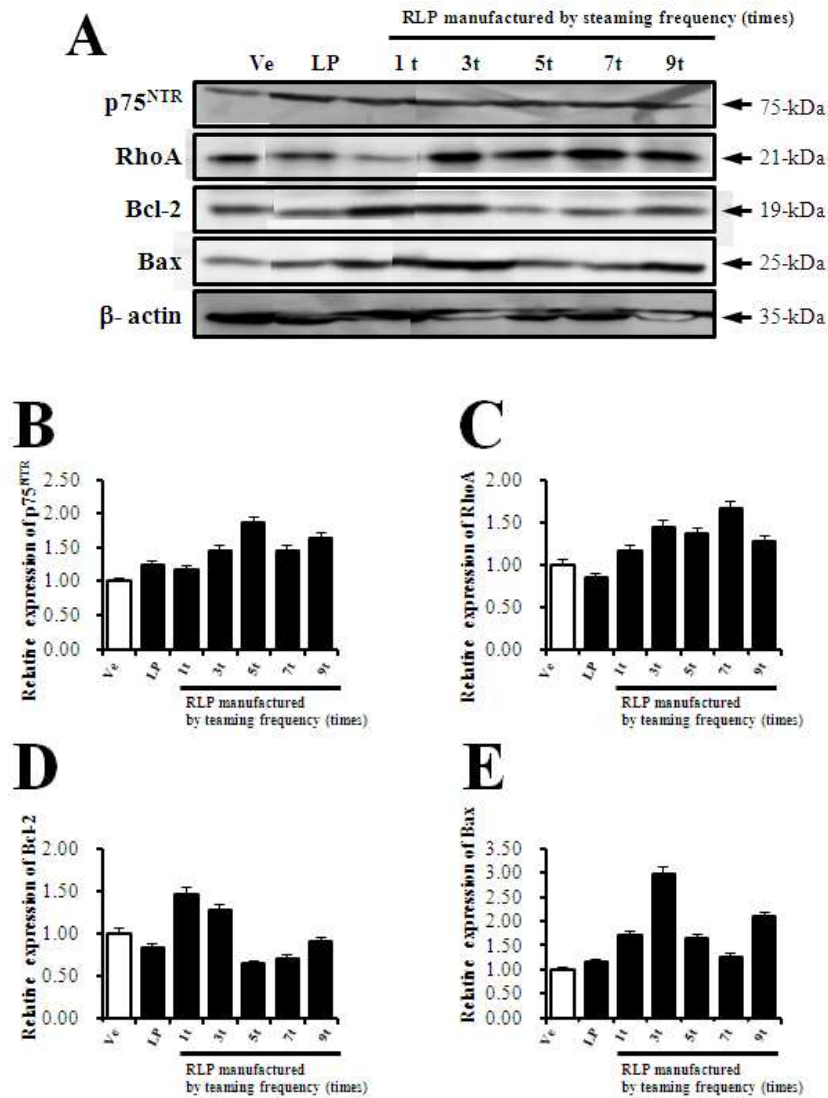 A
RLP manufactured by steaming frequency (times)
Ve LP 1 t 3t 5t 7t 9t
p75NTR 75-kDa
RhoA 21-kDa
Bcl-2 19-kDa
Bax 25-kDa
β- actin 35-kDa
B
Relative expression of p75NTR
2.50
2.00
1.50
1.00
0.50
0.00
Ve LP 1t 3t 5t 7t 9t
RLP manufactured
by teaming frequency (times)
C
Relative expression of RhoA
2.00
1.50
1.00
0.50
0.00
Ve LP 1t 3t 5t 7t 9t
RLP manufactured
by teaming frequency (times)
D
Relative expression of Bcl-2
2.00
1.50
1.00
0.50
0.00
Ve LP 1t 3t 5t 7t 9t
RLP manufactured
by teaming frequency (times)
E
Relative expression of Bax
3.50
3.00
2.50
2.00
1.50
1.00
0.50
0.00
Ve LP 1t 3t 5t 7t 9t
RLP manufactured
by teaming frequency (times)